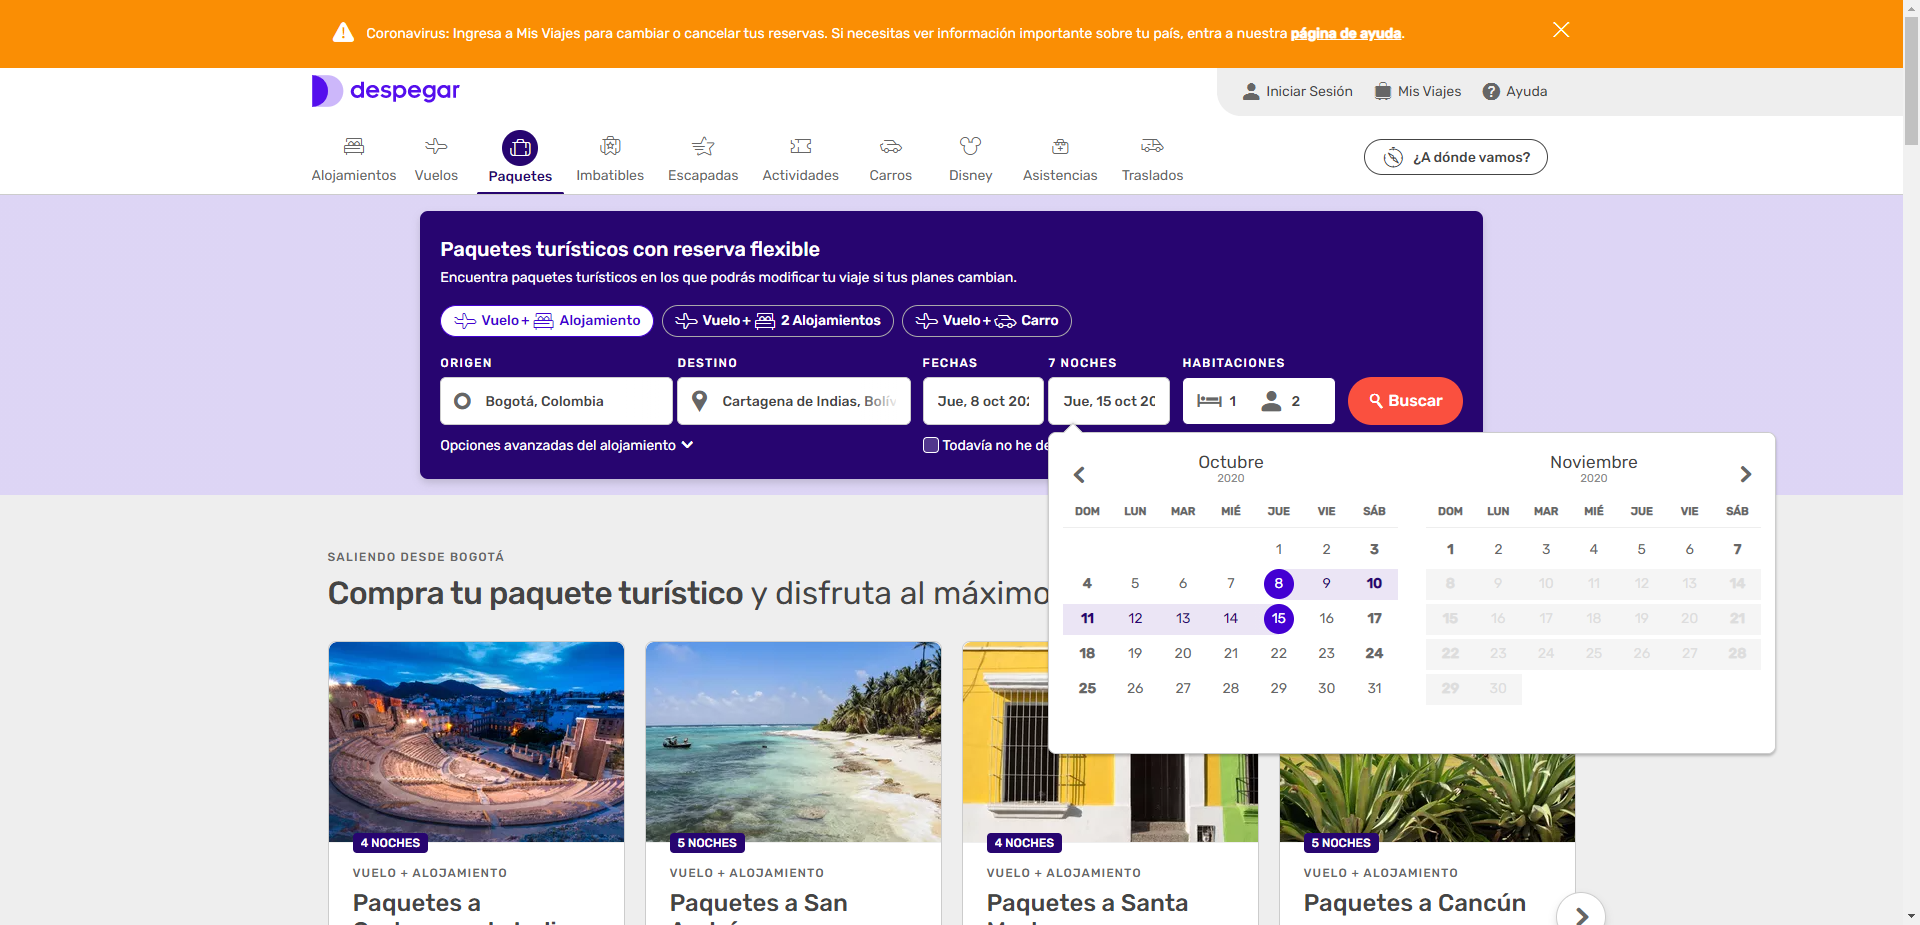 Coronavirus: Ingresa a Mis Viajes para cambiar o cancelar tus reservas. Si necesitas ver información importante sobre tu país, entra a nuestra página de ayuda.
despegar
Iniciar Sesión Mis Viajes Ayuda
Alojamientos Vuelos Paquetes Imbatibles Escapadas Actividades Carros Disney Asistencias Traslados
¿A dónde vamos?
Paquetes turísticos con reserva flexible
Encuentra paquetes turísticos en los que podrás modificar tu viaje si tus planes cambian.
Vuelo + Alojamiento Vuelo + 2 Alojamientos Vuelo + Carro
ORIGEN DESTINO FECHAS 7 NOCHES HABITACIONES
Bogotá, Colombia Cartagena de Indias, Bolív Jue, 8 oct 202 Jue, 15 oct 20 1 2 Buscar
Opciones avanzadas del alojamiento Todavía no he de
Octubre
2020
DOM LUN MAR MIÉ JUE VIE SÁB
1 2 3
4 5 6 7 8 9 10
11 12 13 14 15 16 17
18 19 20 21 22 23 24
25 26 27 28 29 30 31
Noviembre
2020
DOM LUN MAR MIÉ JUE VIE SÁB
1 2 3 4 5 6 7
8 9 10 11 12 13 14
15 16 17 18 19 20 21
22 23 24 25 26 27 28
29 30
SALIENDO DESDE BOGOTÁ
Compra tu paquete turístico y disfruta al máximo
4 NOCHES
VUELO + ALOJAMIENTO
Paquetes a
5 NOCHES
VUELO + ALOJAMIENTO
Paquetes a San
4 NOCHES
VUELO + ALOJAMIENTO
Paquetes a Santa
5 NOCHES
VUELO + ALOJAMIENTO
Paquetes a Cancún